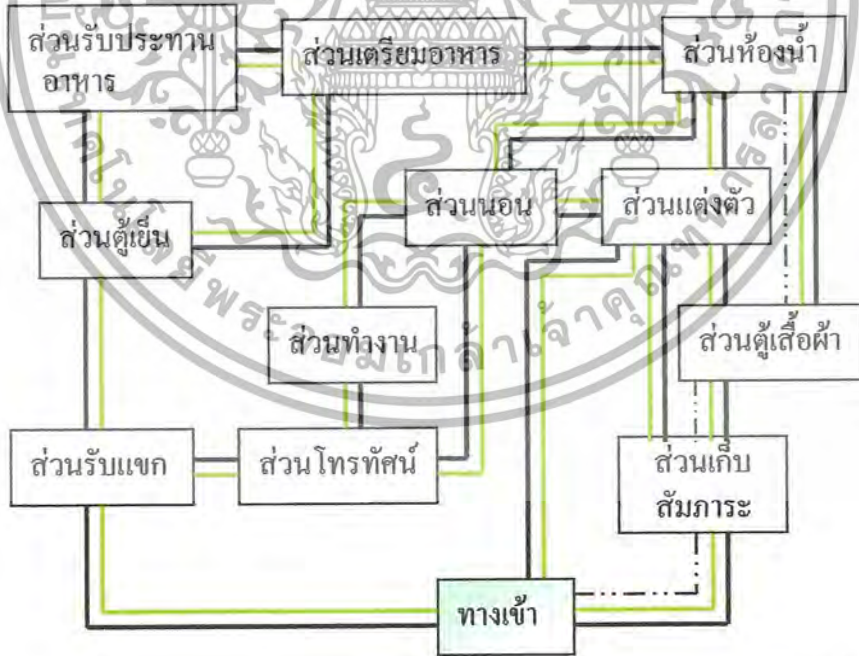 ส่วนรับประทาน
อาหาร
ส่วนเตรียมอาหาร
ส่วนห้องน้ำ
ส่วนนอน
ส่วนแต่งตัว
ส่วนตู้เย็น
ส่วนทำงาน
ส่วนตู้เสื้อผ้า
ส่วนรับแขก
ส่วนโทรทัศน์
ส่วนเก็บ
สัมภาระ
ทางเข้า